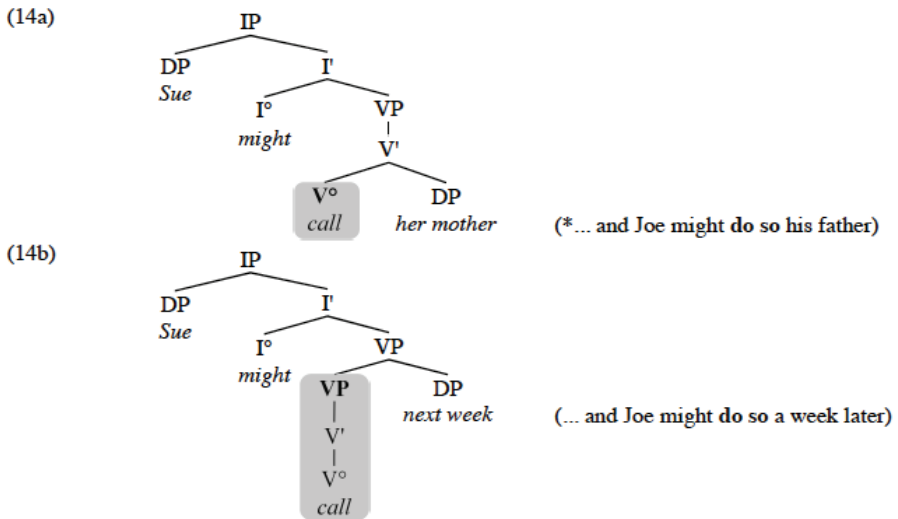 (14a)
IP
DP I'
Sue
I° VP
might
V'
V° DP
call her mother (*... and Joe might do so his father)
(14b)
IP
DP I'
Sue
I° VP
might
VP DP
next week (... and Joe might do so a week later)
V'
V°
call